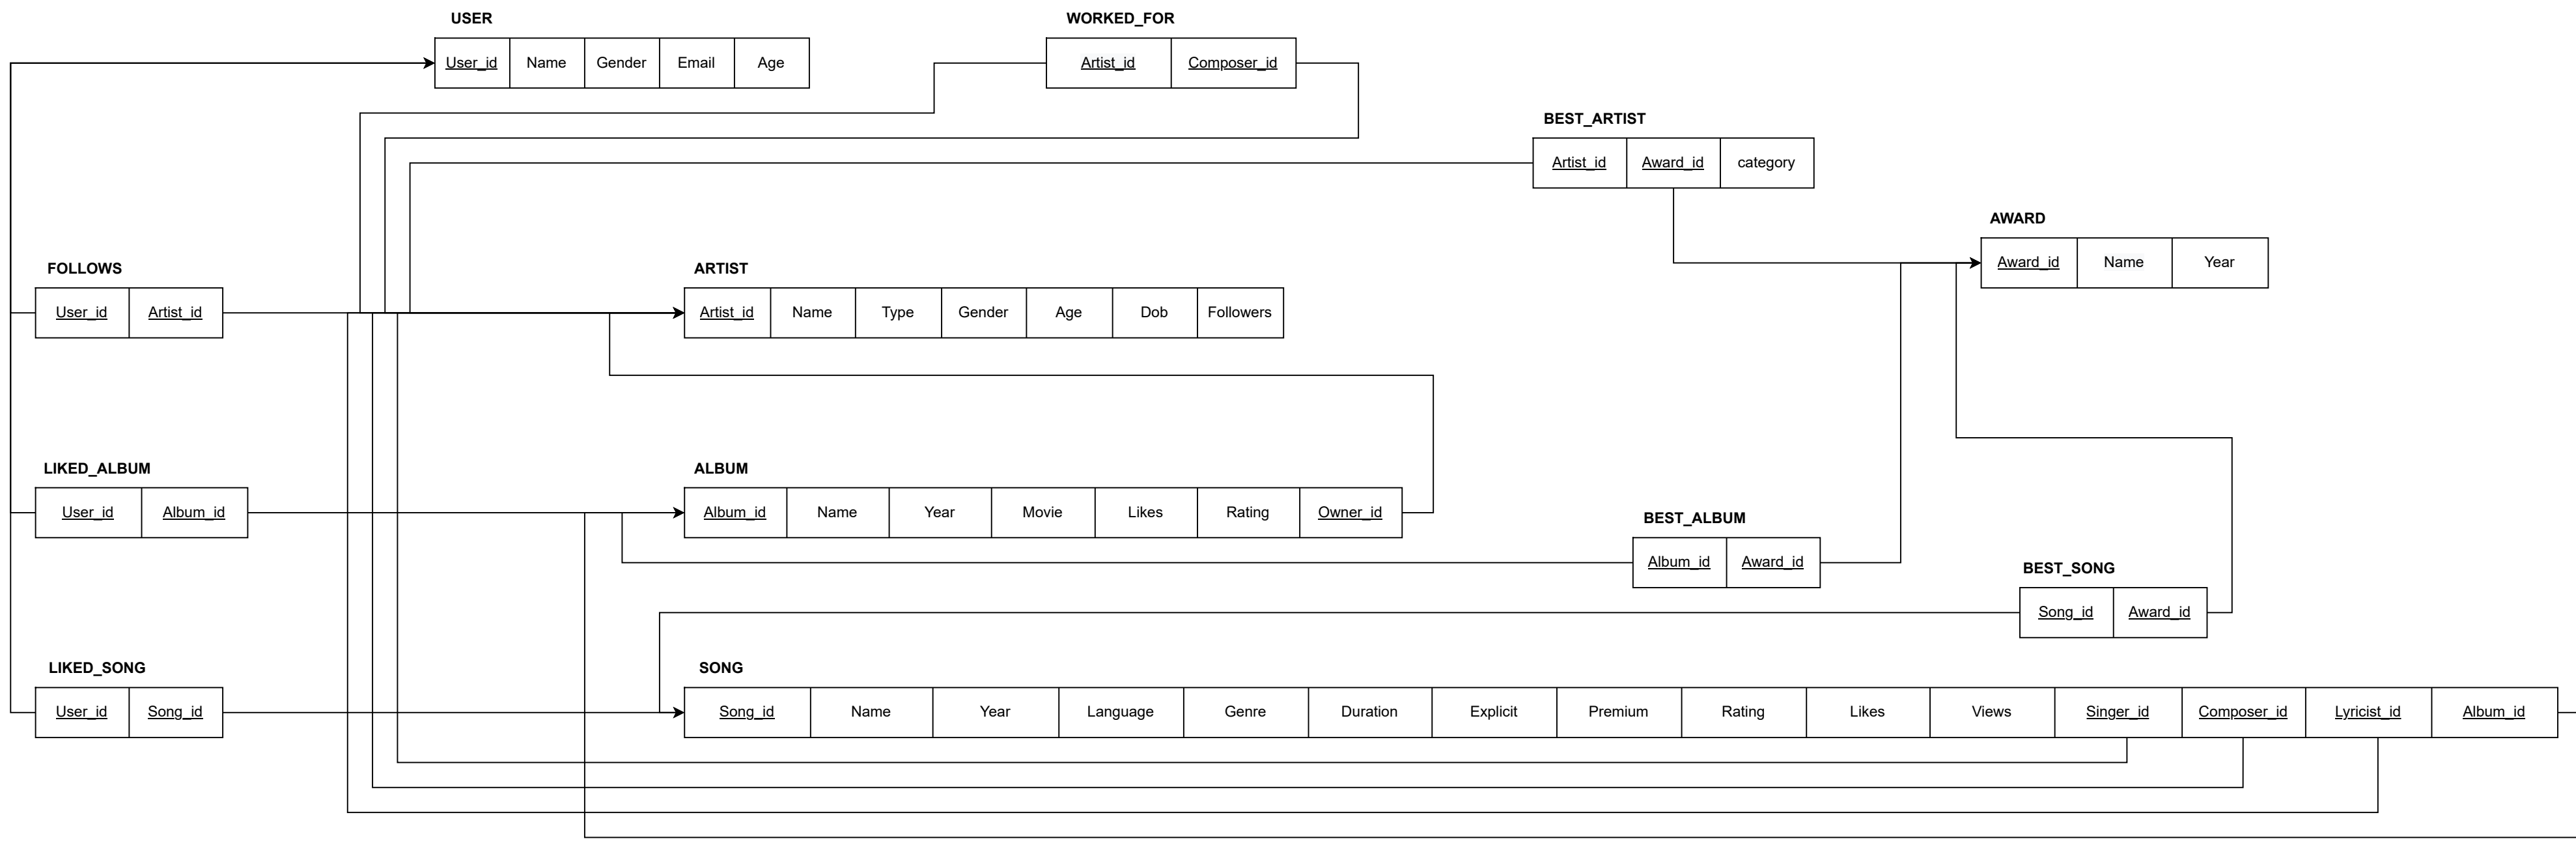 USER
User_id Name Gender Email Age
WORKED_FOR
Artist_id Composer_id
BEST_ARTIST
Artist_id Award_id category
AWARD
Award_id Name Year
FOLLOWS
User_id Artist_id
ARTIST
Artist_id Name Type Gender Age Dob Followers
LIKED_ALBUM
User_id Album_id
ALBUM
Album_id Name Year Movie Likes Rating Owner_id
BEST_ALBUM
Album_id Award_id
BEST_SONG
Song_id Award_id
LIKED_SONG
User_id Song_id
SONG
Song_id Name Year Language Genre Duration Explicit Premium Rating Likes Views Singer_id Composer_id Lyricist_id Album_id